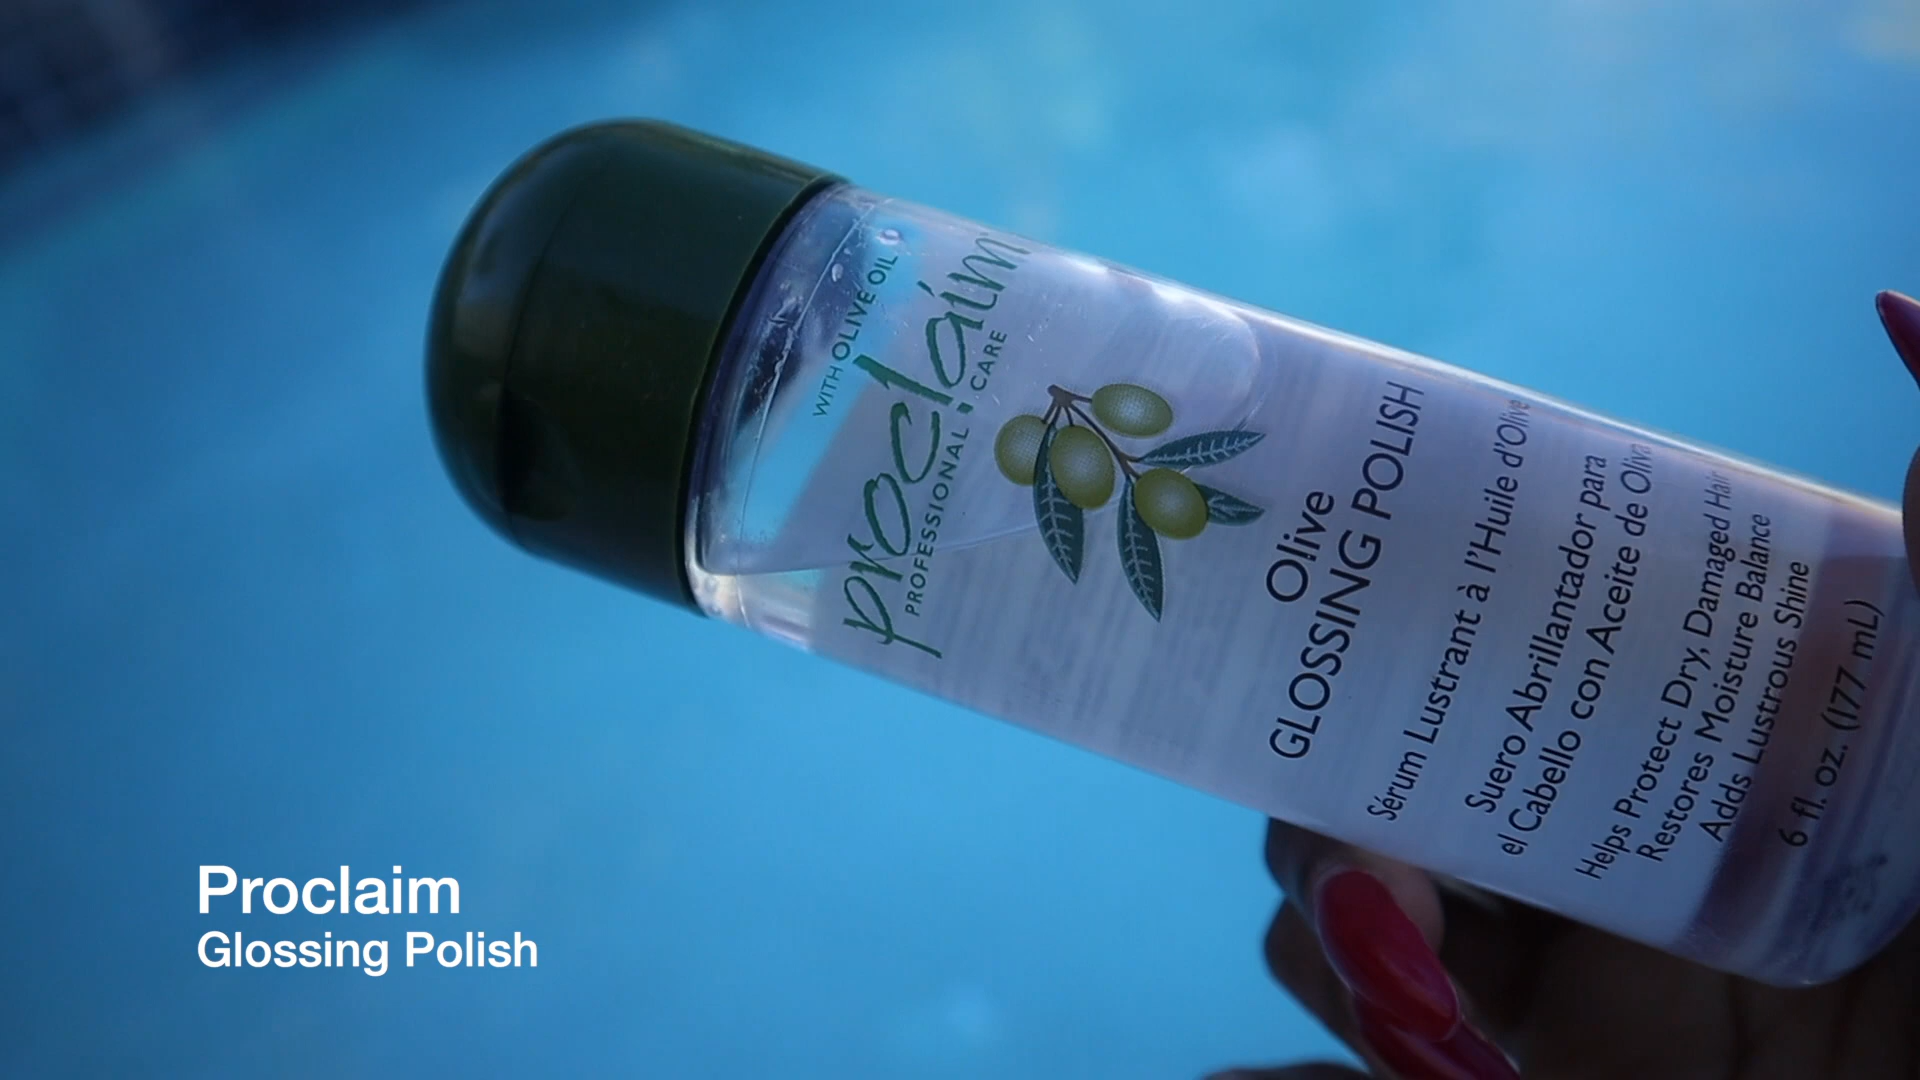 WITH OLIVE OIL
proclaim
PROFESSIONAL CARE
Olive
GLOSSING POLISH
Sérum Lustrant à l'Huile d'Olive
Suero Abrillantador para
el Cabello con Aceite de Oliva
Helps Protect Dry, Damaged Hair
Restores Moisture Balance
Adds Lustrous Shine
6 fl. oz. (177 mL)
Proclaim
Glossing Polish